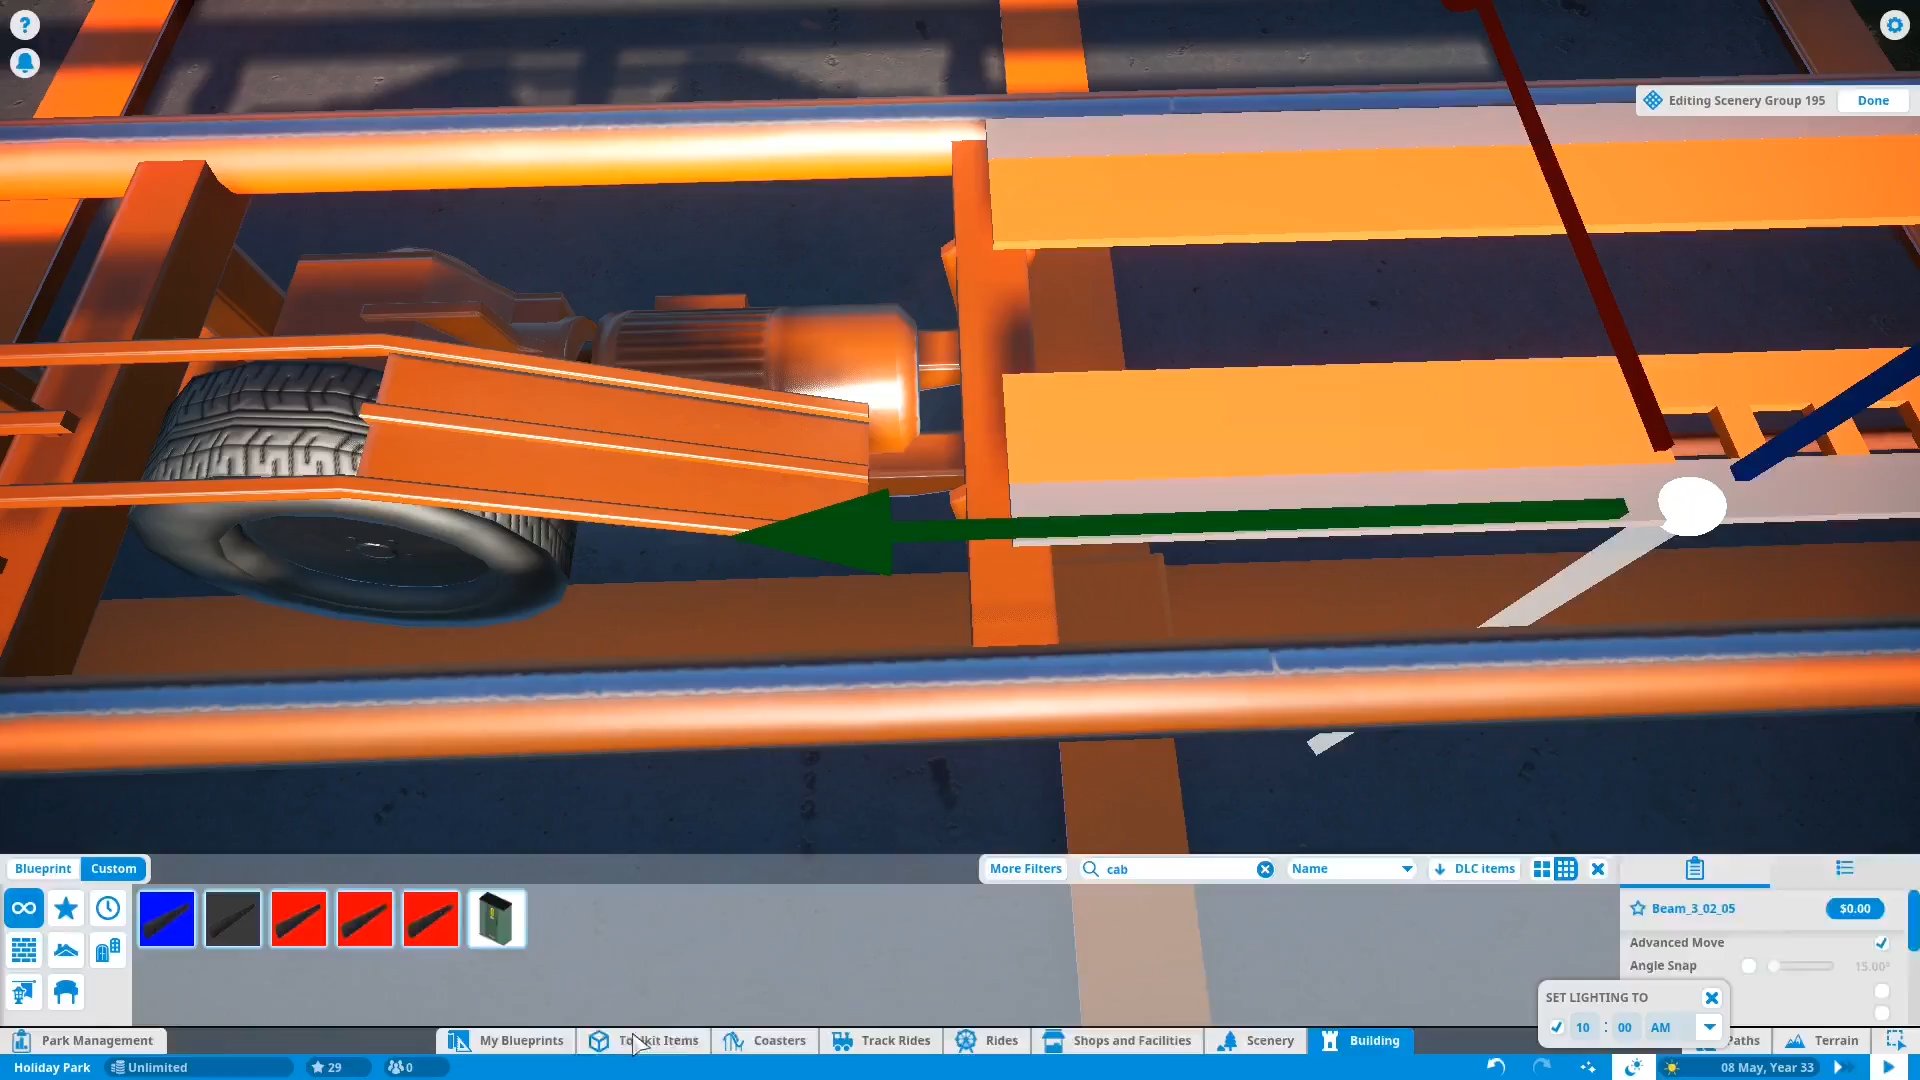 ?
Editing Scenery Group 195
Done
Blueprint
Custom
More Filters
cab
Name
DLC items
Beam_3_02_05
$0.00
Advanced Move
Angle Snap
15.00°
SET LIGHTING TO
10 : 00 AM
Park Management
My Blueprints
Toolkit Items
Coasters
Track Rides
Rides
Shops and Facilities
Scenery
Building
Paths
Terrain
Holiday Park
Unlimited
29
0
08 May, Year 33